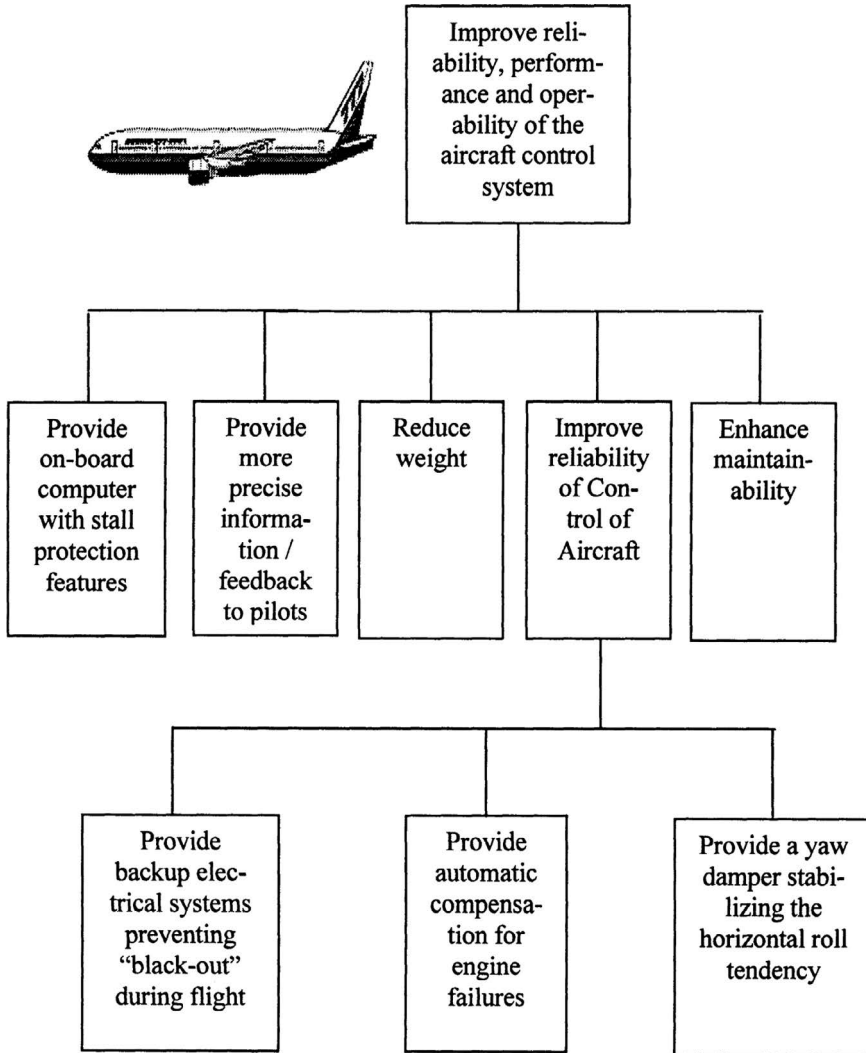 Improve reli-
ability, perform-
ance and oper-
ability of the
aircraft control
system
Provide
on-board
computer
with stall
protection
features
Provide
more
precise
informa-
tion /
feedback
to pilots
Reduce
weight
Improve
reliability
of Con-
trol of
Aircraft
Enhance
maintain-
ability
Provide
backup elec-
trical systems
preventing
“black-out”
during flight
Provide
automatic
compensa-
tion for
engine
failures
Provide a yaw
damper stabi-
lizing the
horizontal roll
tendency